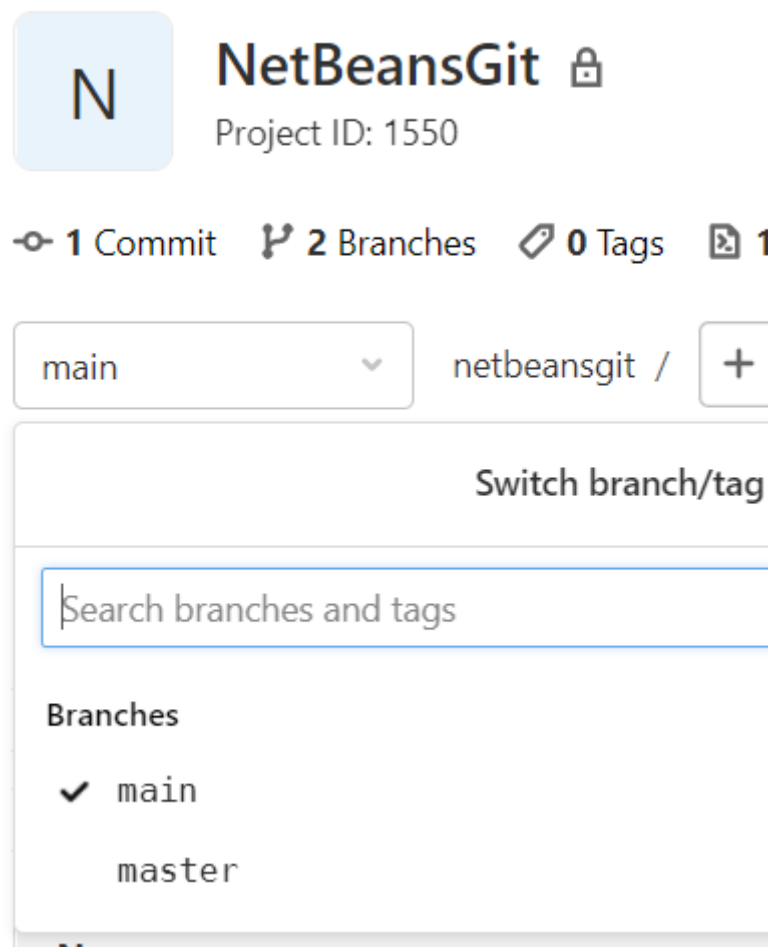 N
NetBeansGit
Project ID: 1550
1 Commit 2 Branches 0 Tags 1
main netbeansgit / +
Switch branch/tag
Search branches and tags
Branches
main
master